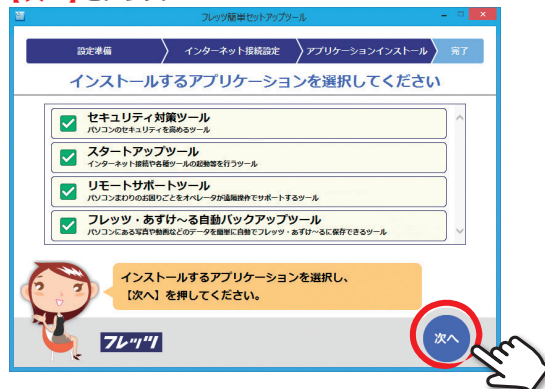 フレッツ簡単セットアップツール
設定準備
インターネット接続設定
アプリケーションインストール
完了
インストールするアプリケーションを選択してください
セキュリティ対策ツール
パソコンのセキュリティを高めるツール
スタートアップツール
インターネット接続や各種ツールの起動等を行うツール
リモートサポートツール
パソコンまわりのお困りごとをオペレータが遠隔操作でサポートするツール
フレッツ・あずけ～る自動バックアップツール
パソコンにある写真や動画などのデータを簡単に自動でフレッツ・あずけ～るに保存できるツール
インストールするアプリケーションを選択し、
【次へ】を押してください。
フレッツ
次へ